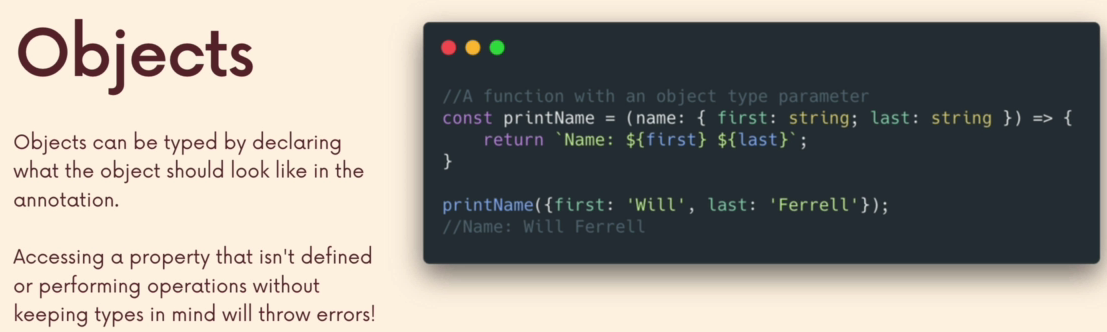 Objects
Objects can be typed by declaring
what the object should look like in the
annotation.
Accessing a property that isn't defined
or performing operations without
keeping types in mind will throw errors!
//A function with an object type parameter
const printName = (name: { first: string; last: string }) => {
    return `Name: ${first} ${last}`;
}
printName({first: 'Will', last: 'Ferrell'});
//Name: Will Ferrell